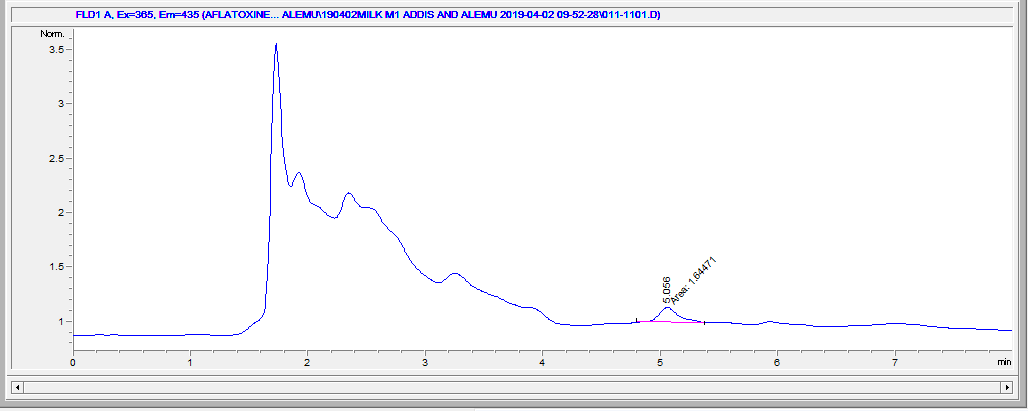 FLD1 A, Ex=365, Em=435 (AFLATOXINE... ALEMU\190402MILK M1 ADDIS AND ALEMU 2019-04-02 09-52-28\011-1101.D)
Norm.
3.5
3
2.5
2
1.5
1
5.056
Area: 1.64471
0 1 2 3 4 5 6 7 min